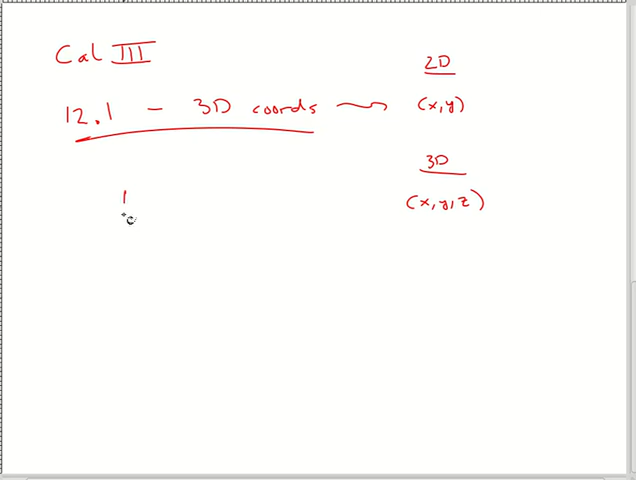 Cal III
12.1 - 3D coords
2D
(x,y)
3D
(x,y,z)